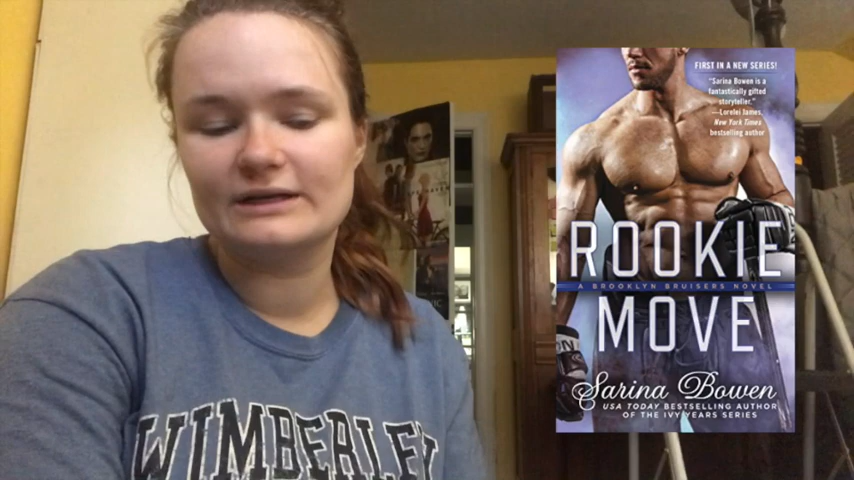 FIRST IN A NEW SERIES!
"Sarina Bowen is a
fantastically gifted
storyteller."
—Lorelei James,
New York Times
bestselling author
ROOKIE
A BROOKLYN BRUISERS NOVEL
MOVE
Sarina Bowen
USA TODAY BESTSELLING AUTHOR
OF THE IVY YEARS SERIES
WIMBERLEY